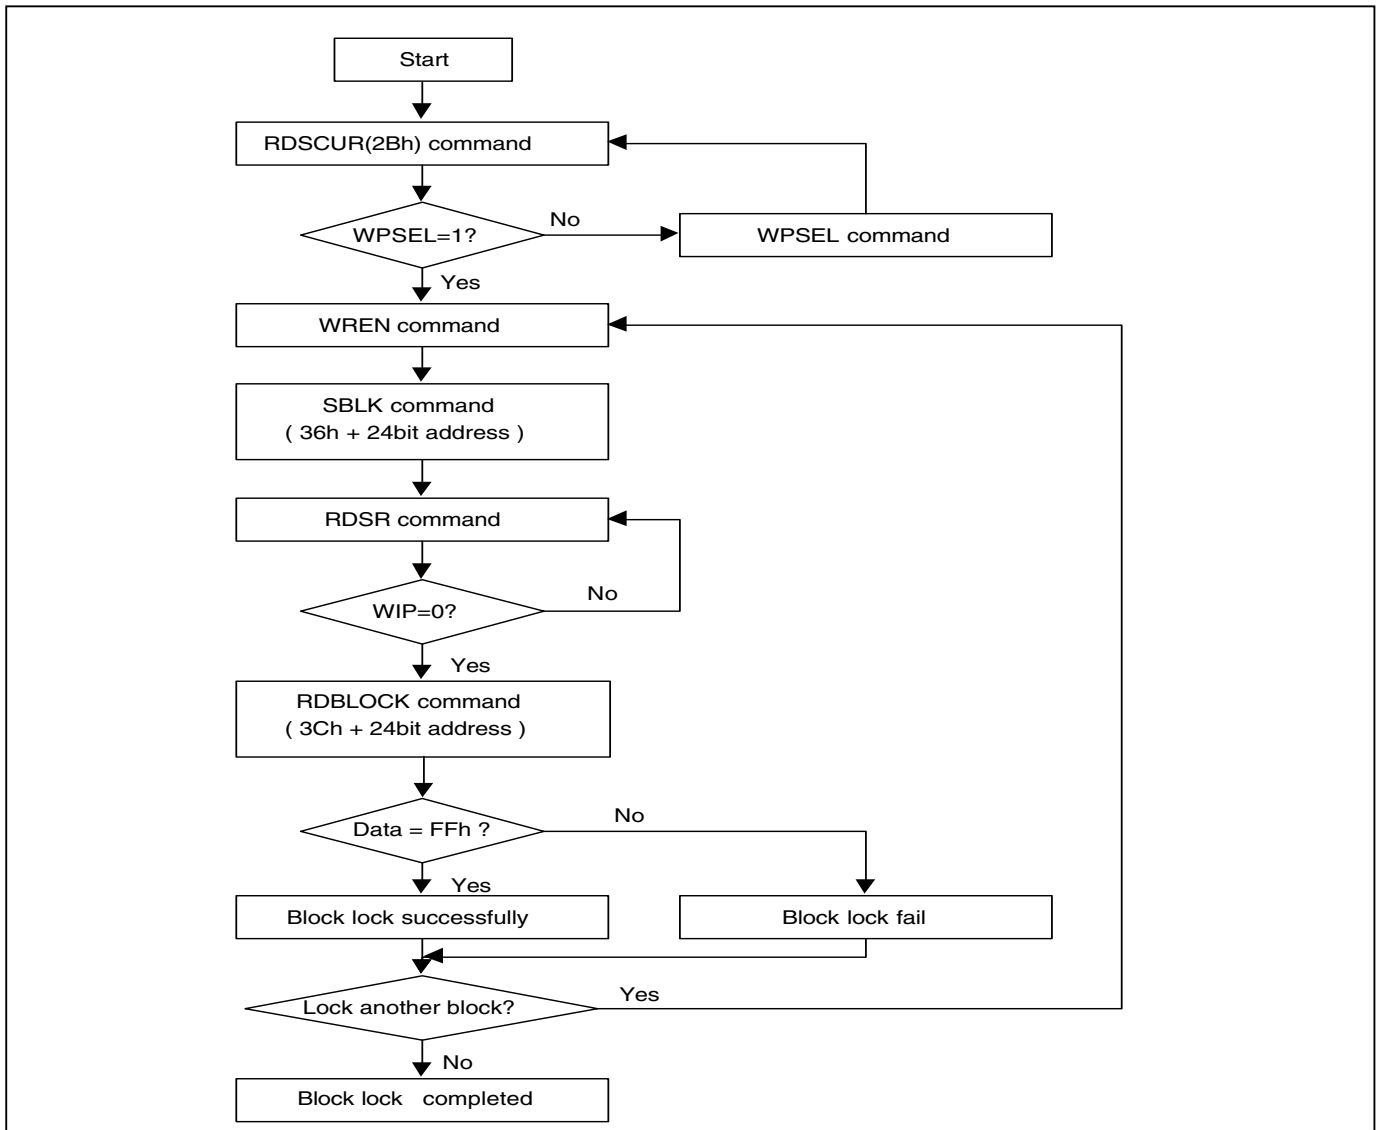 Start
RDSCUR(2Bh) command
WPSEL=1?
No
WPSEL command
Yes
WREN command
SBLK command
( 36h + 24bit address )
RDSR command
WIP=0?
No
Yes
RDBLOCK command
( 3Ch + 24bit address )
Data = FFh ?
No
Yes
Block lock successfully
Block lock fail
Lock another block?
Yes
No
Block lock completed